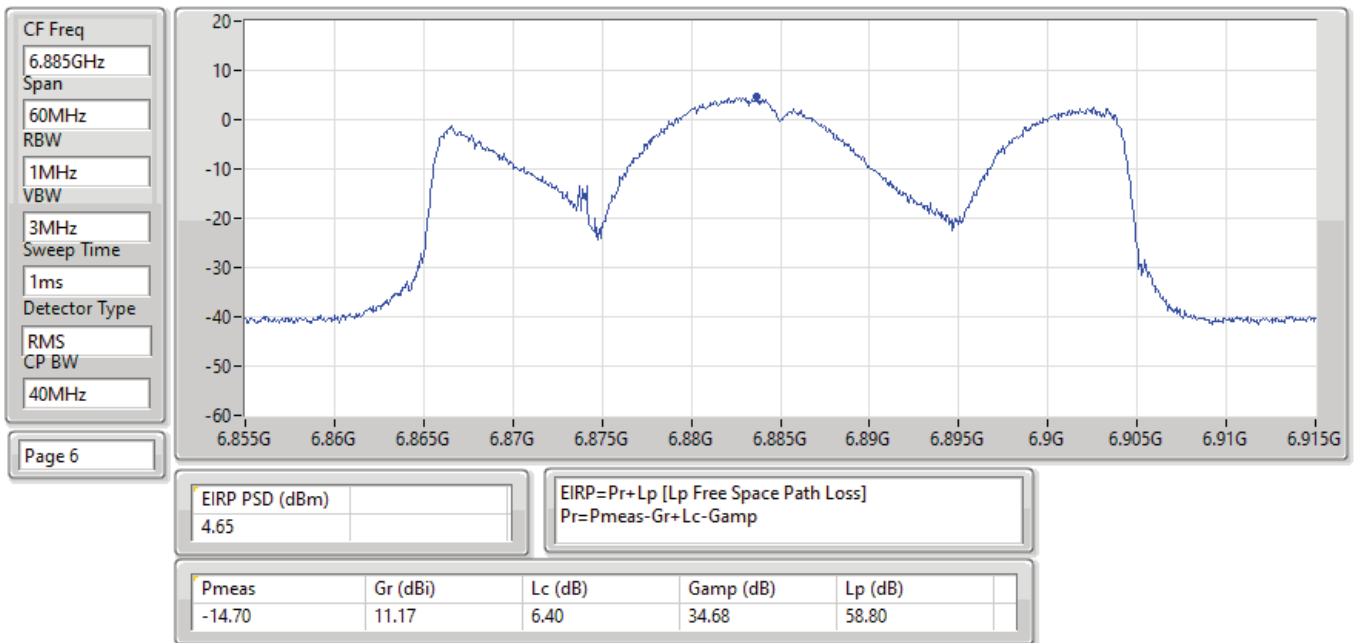 CF Freq
6.885GHz
Span
60MHz
RBW
1MHz
VBW
3MHz
Sweep Time
1ms
Detector Type
RMS
CP BW
40MHz
Page 6
20
10
0
-10
-20
-30
-40
-50
-60
6.855G 6.86G 6.865G 6.87G 6.875G 6.88G 6.885G 6.89G 6.895G 6.9G 6.905G 6.91G 6.915G
EIRP PSD (dBm)
4.65
EIRP=Pr+Lp [Lp Free Space Path Loss]
Pr=Pmeas-Gr+Lc-Gamp
Pmeas Gr (dBi) Lc (dB) Gamp (dB) Lp (dB)
-14.70 11.17 6.40 34.68 58.80